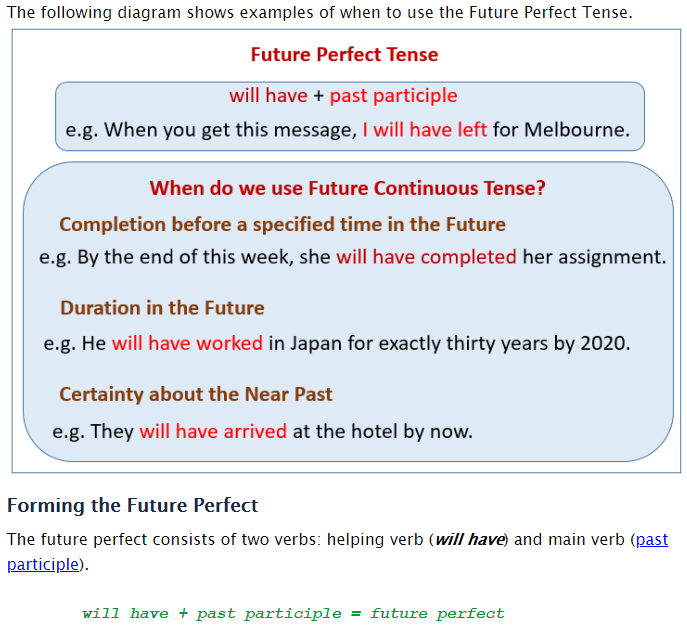 The following diagram shows examples of when to use the Future Perfect Tense.
Future Perfect Tense
will have + past participle
e.g. When you get this message, I will have left for Melbourne.
When do we use Future Continuous Tense?
Completion before a specified time in the Future
e.g. By the end of this week, she will have completed her assignment.
Duration in the Future
e.g. He will have worked in Japan for exactly thirty years by 2020.
Certainty about the Near Past
e.g. They will have arrived at the hotel by now.
Forming the Future Perfect
The future perfect consists of two verbs: helping verb (will have) and main verb (past
participle).
will have + past participle = future perfect